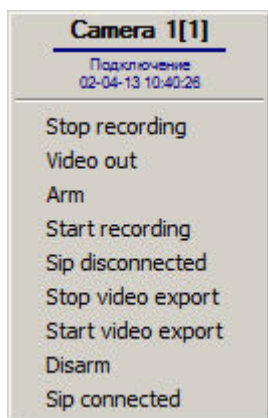 Camera 1[1]
Подключение
02-04-13 10:40:26
Stop recording
Video out
Arm
Start recording
Sip disconnected
Stop video export
Start video export
Disarm
Sip connected